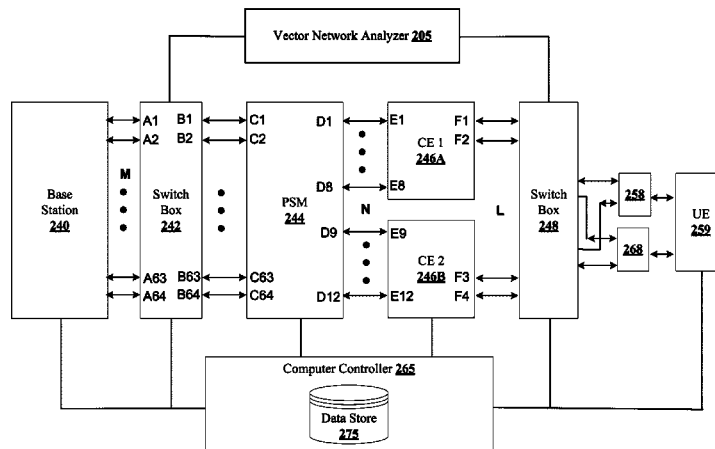 Vector Network Analyzer 205
A1 B1 C1 D1 E1 F1
A2 B2 C2 F2
CE 1
246A
M
Base
Station
240
Switch
Box
242
PSM
244
D8 E8
N
L
D9 E9
CE 2
246B
Switch
Box
248
258
268
UE
259
A63 B63 C63 F3
A64 B64 C64 D12 E12 F4
Computer Controller 265
Data Store
275